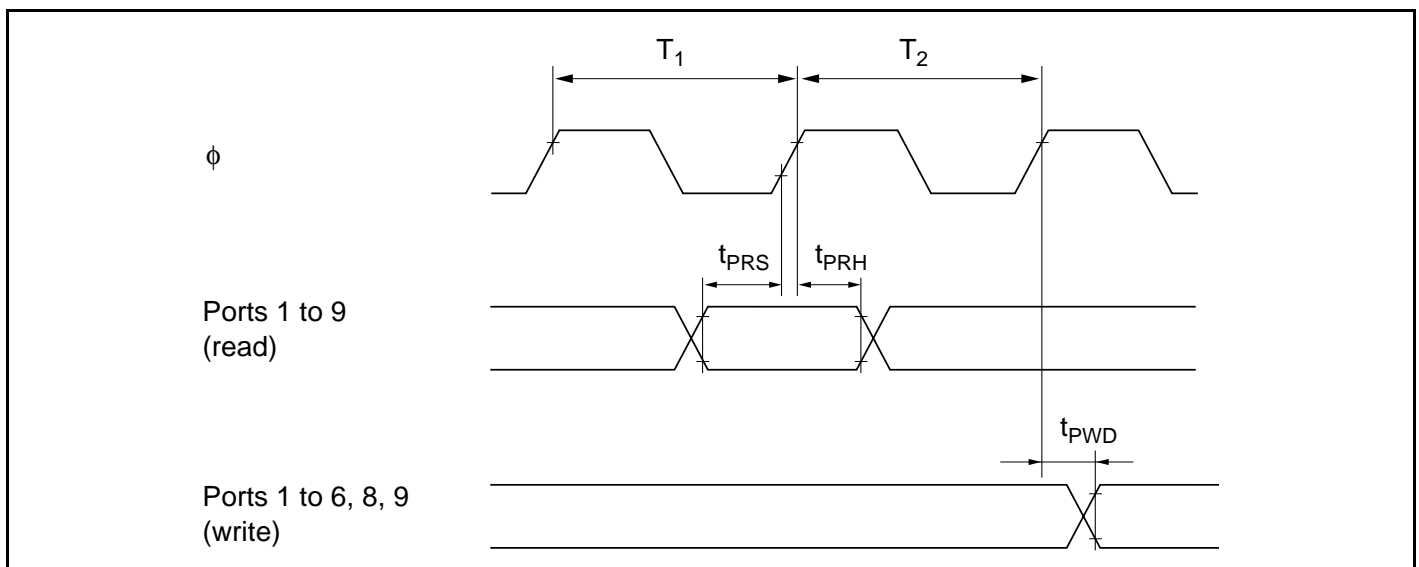 T₁ T₂
ϕ
tPRS tPRH
Ports 1 to 9
(read)
tPWD
Ports 1 to 6, 8, 9
(write)